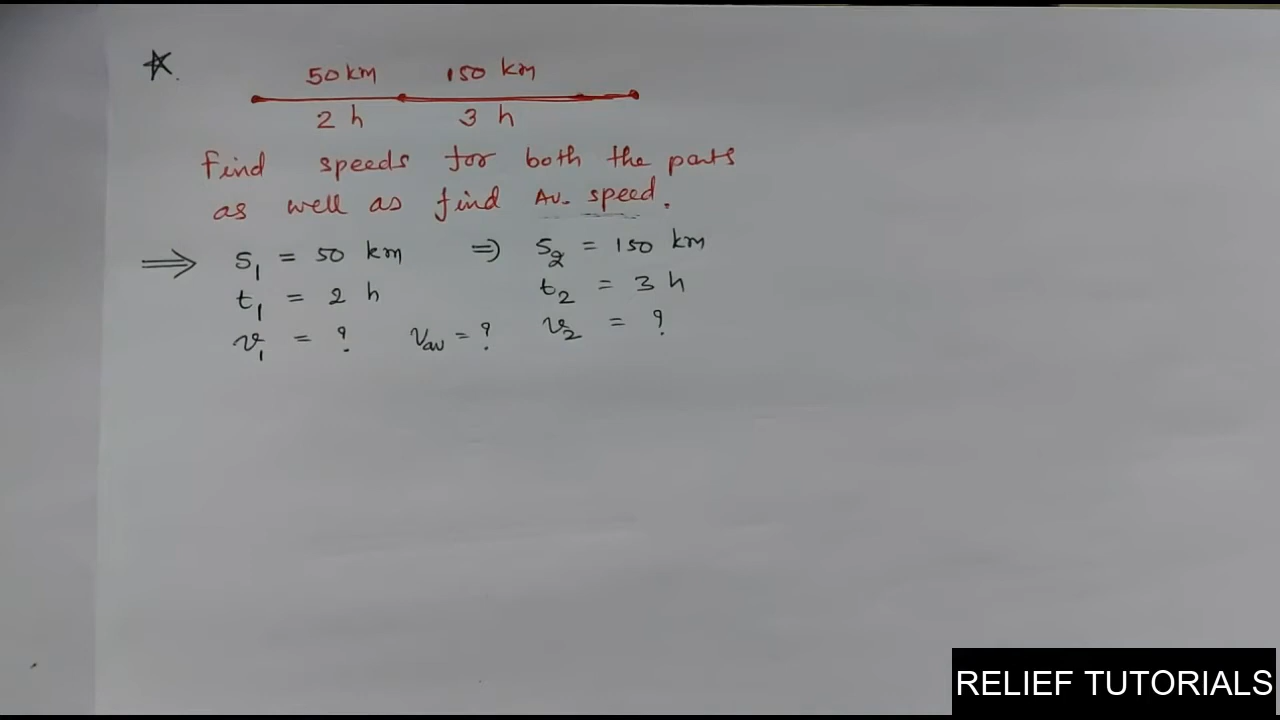 50 km 150 km
2 h 3 h
Find speeds for both the parts
as well as find Av. speed.
⇒ S₁ = 50 km ⇒ S₂ = 150 km
t₁ = 2 h t₂ = 3 h
v₁ = ? Vav = ? v₂ = ?
RELIEF TUTORIALS